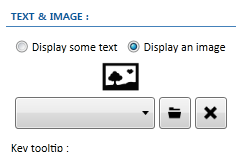 TEXT & IMAGE :
Display some text Display an image
Key tooltip :